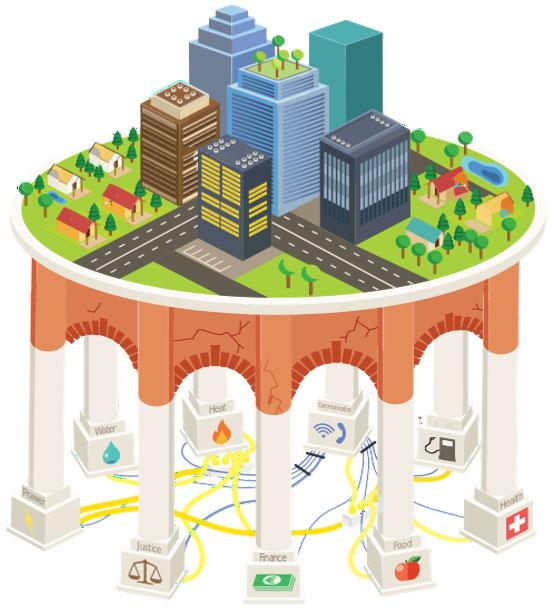 Heat
Communication
Water
Power
Health
Justice
Finance
Food